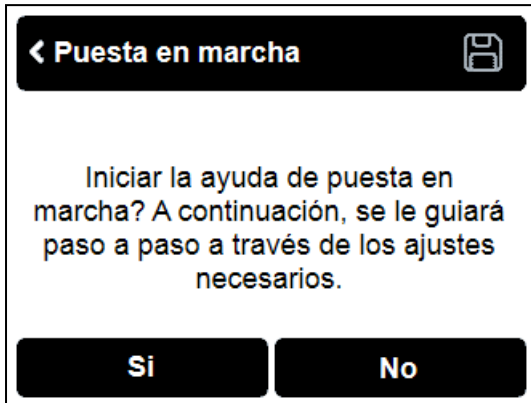 Puesta en marcha
Iniciar la ayuda de puesta en
marcha? A continuación, se le guiará
paso a paso a través de los ajustes
necesarios.
Si
No